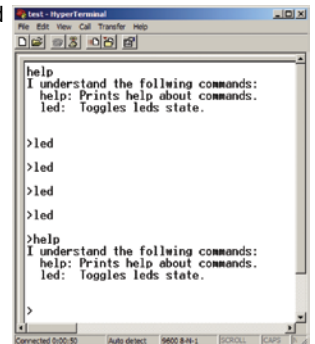 d
test - HyperTerminal
File Edit View Call Transfer Help
help
I understand the follwing commands:
help: Prints help about commands.
led: Toggles leds state.
>led
>led
>led
>led
>help
I understand the follwing commands:
help: Prints help about commands.
led: Toggles leds state.
>
Connected 0:00:50 Auto detect 9600 8-N-1 SCROLL CAPS